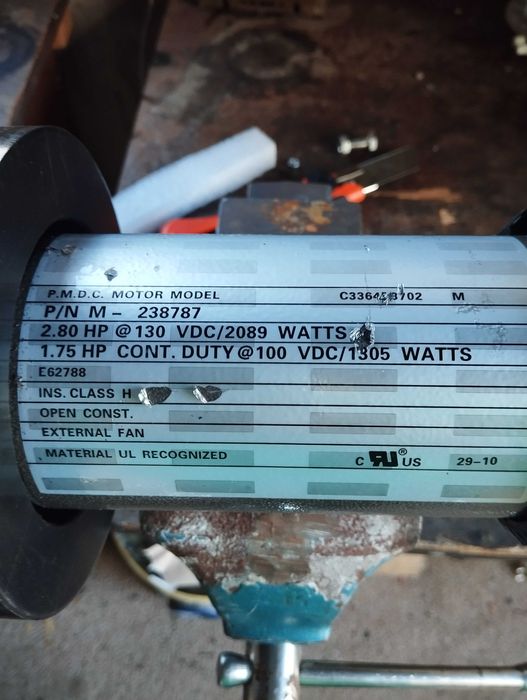 P.M.D.C. MOTOR MODEL M
P/N M- 238787
2.80 HP @ 130 VDC/2089 WATTS
1.75 HP CONT. DUTY @ 100 VDC/1305 WATTS
E62788
INS. CLASS H
OPEN CONST.
EXTERNAL FAN
MATERIAL UL RECOGNIZED C RU® US 29-10